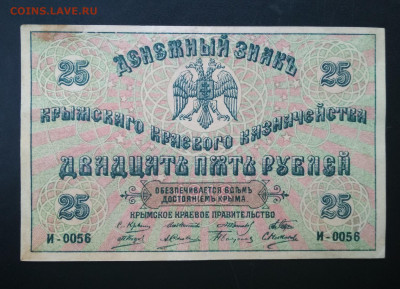 COINS.LAVE.RU
ДЕНЕЖНЫЙ ЗНАКЪ
25 25
КРЫМСКАГО КРАЕВОГО КАЗНАЧЕЙСТВА
ДВАДЦАТЬ ПЯТЬ РУБЛЕЙ
ОБЕЗПЕЧИВАЕТСЯ ВСѢМЪ
ДОСТОЯНІЕМЪ КРЫМА
25 25
КРЫМСКОЕ КРАЕВОЕ ПРАВИТЕЛЬСТВО
И-0056 И-0056